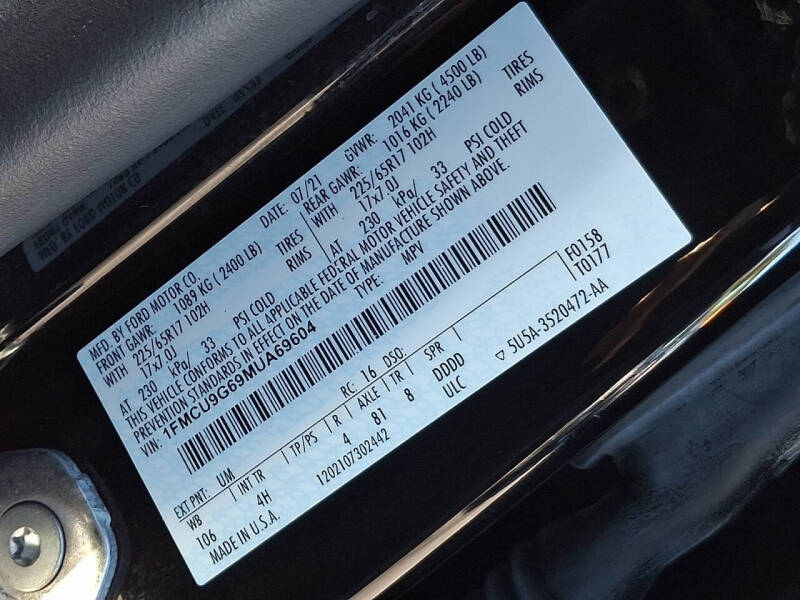 MFD. BY FORD MOTOR CO. DATE: 07/21 GVWR: 2041 KG ( 4500 LB)
FRONT GAWR: 1089 KG ( 2400 LB) REAR GAWR: 1016 KG ( 2240 LB)
WITH 225/65R17 102H TIRES WITH 225/65R17 102H TIRES
17x7.0J RIMS 17x7.0J RIMS
AT 230 kPa/ 33 PSI COLD AT 230 kPa/ 33 PSI COLD
THIS VEHICLE CONFORMS TO ALL APPLICABLE FEDERAL MOTOR VEHICLE SAFETY AND THEFT
PREVENTION STANDARDS IN EFFECT ON THE DATE OF MANUFACTURE SHOWN ABOVE.
VIN: 1FMCU9G69MUA69604 TYPE: MPV
F0158
T0177
EXT PNT: UM RC: 16 DSO:
WB INT TR TP/PS R AXLE TR SPR
106 4H 4 81 8 DDDD
MADE IN U.S.A. 1202107302442 ULC ▽ 5U5A-3520472-AA